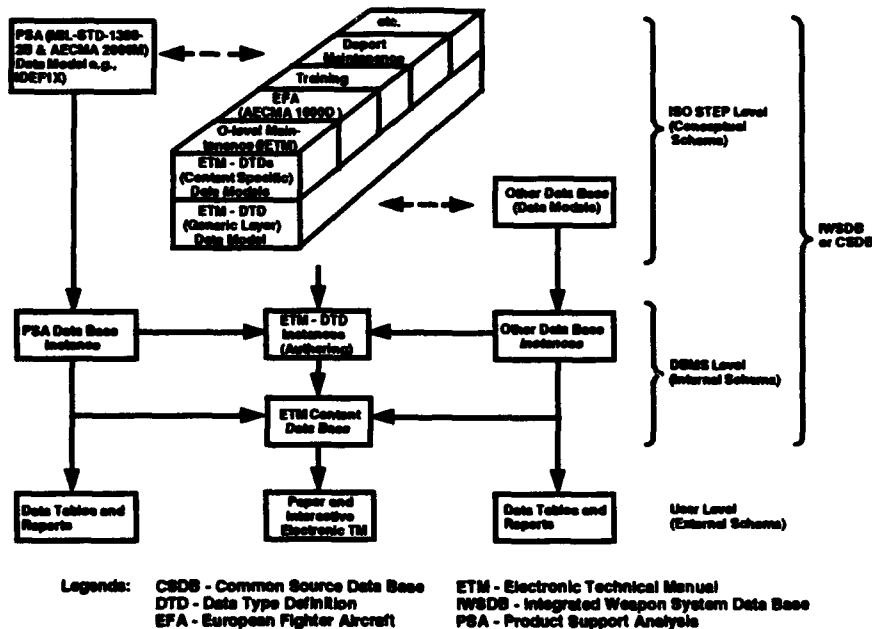 PSA (MIL-STD-1388-
2B & AECMA 2000M)
Data Model e.g.,
IDEFIX)
etc.
Deport
Maintenance
Training
EFA
(AECMA 1000D)
O-level Main-
tenance (IETM)
ETM - DTDs
(Content Specific)
Data Models
ETM - DTD
(Generic Layer)
Data Model
Other Data Base
(Data Models)
ISO STEP Level
(Conceptual
Schema)
IWSDB
or CSDB
PSA Data Base
Instance
ETM - DTD
Instances
(Authoring)
Other Data Base
Instances
DBMS Level
(Internal Schema)
ETM Content
Data Base
Data Tables and
Reports
Paper and
Interactive
Electronic TM
Data Tables and
Reports
User Level
(External Schema)
Legends:
CSDB - Common Source Data Base
DTD - Data Type Definition
EFA - European Fighter Aircraft
ETM - Electronic Technical Manual
IWSDB - Integrated Weapon System Data Base
PSA - Product Support Analysis